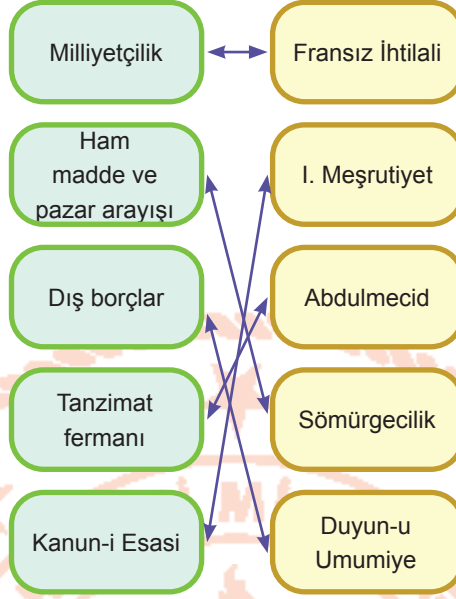 Milliyetçilik
Fransız İhtilali
Ham
madde ve
pazar arayışı
I. Meşrutiyet
Dış borçlar
Abdulmecid
Tanzimat
fermanı
Sömürgecilik
Kanun-i Esasi
Duyun-u
Umumiye